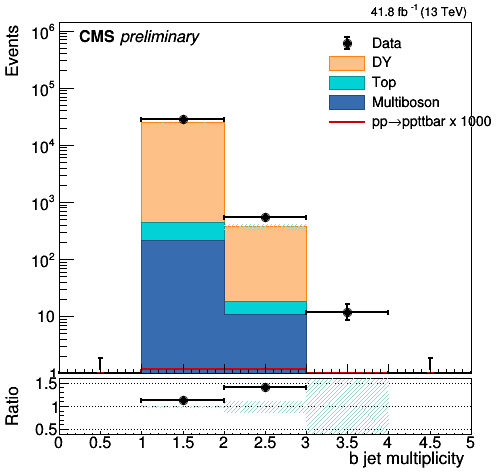 41.8 fb⁻¹ (13 TeV)
CMS preliminary
Events
10⁶
10⁵
10⁴
10³
10²
10
1
Data
DY
Top
Multiboson
pp→ppttbar x 1000
Ratio
1.5
1
0.5
0 0.5 1 1.5 2 2.5 3 3.5 4 4.5 5
b jet multiplicity